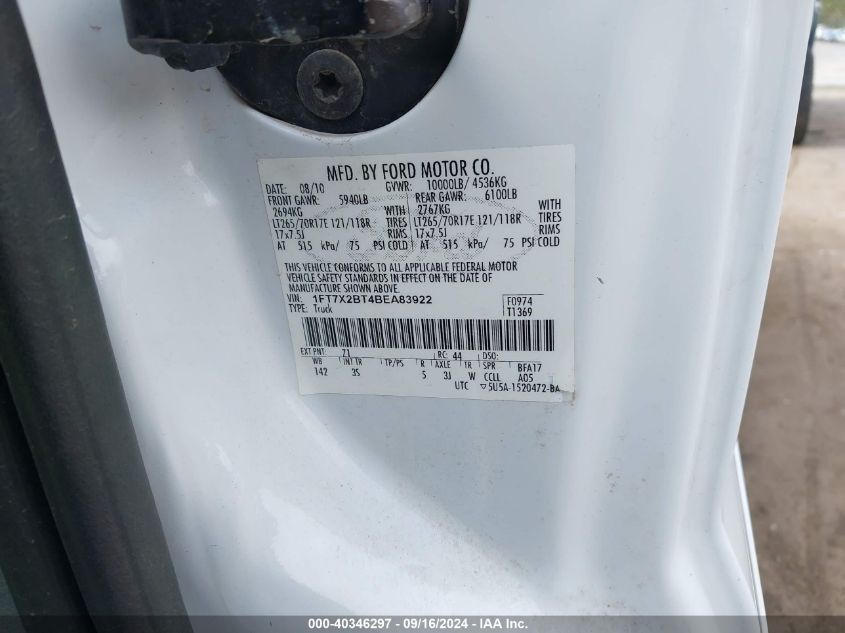 MFD. BY FORD MOTOR CO.
DATE: 08/10 GVWR: 10000LB/ 4536KG
FRONT GAWR: 5940LB REAR GAWR: 6100LB
2694KG WITH 2767KG WITH
LT265/70R17E 121/118R TIRES LT265/70R17E 121/118R TIRES
17x7.5J RIMS 17x7.5J RIMS
AT 515 kPa/ 75 PSI COLD AT 515 kPa/ 75 PSI COLD
THIS VEHICLE CONFORMS TO ALL APPLICABLE FEDERAL MOTOR
VEHICLE SAFETY STANDARDS IN EFFECT ON THE DATE OF
MANUFACTURE SHOWN ABOVE.
VIN: 1FT7X2BT4BEA83922 F0974
TYPE: Truck T1369
EXT PNT: Z1 RC: 44 DSO:
WB INT TR TP/PS R AXLE TR SPR BFA17
142 3S 5 3J W CCLL A05
UTC ▽5U5A-1520472-BA
000-40346297 - 09/16/2024 - IAA Inc.